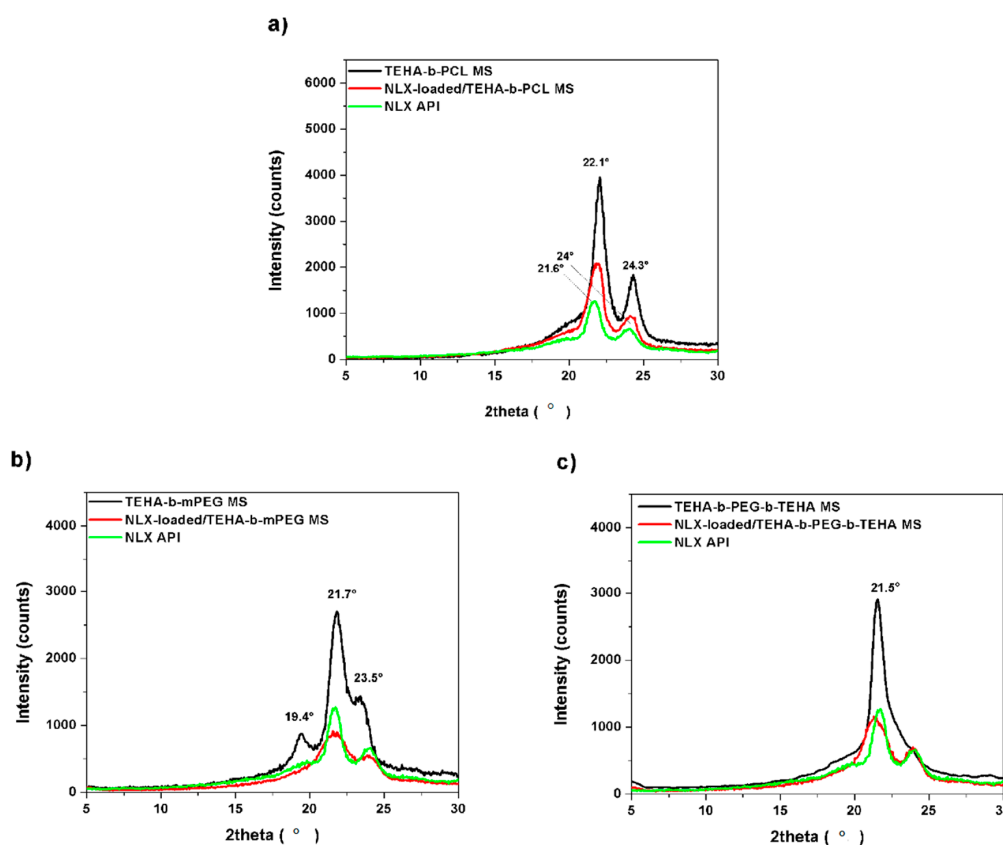 a)
TEHA-b-PCL MS
NLX-loaded/TEHA-b-PCL MS
NLX API
6000
5000
4000
3000
2000
1000
0
Intensity (counts)
22.1°
24°
21.6°
24.3°
5
10
15
20
25
30
2theta ( ° )
b)
TEHA-b-mPEG MS
NLX-loaded/TEHA-b-mPEG MS
NLX API
4000
3000
2000
1000
0
Intensity (counts)
21.7°
23.5°
19.4°
5
10
15
20
25
30
2theta ( ° )
c)
TEHA-b-PEG-b-TEHA MS
NLX-loaded/TEHA-b-PEG-b-TEHA MS
NLX API
4000
3000
2000
1000
0
Intensity (counts)
21.5°
5
10
15
20
25
30
2theta ( ° )